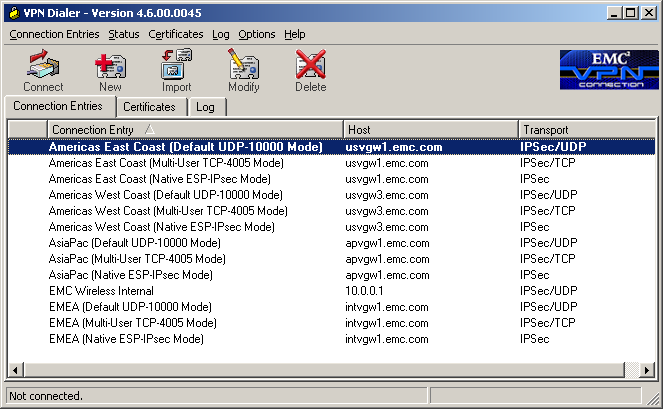 VPN Dialer - Version 4.6.00.0045
Connection Entries Status Certificates Log Options Help
Connect New Import Modify Delete
EMC²
VPN
CONNECTION
Connection Entries Certificates Log
Connection Entry Host Transport
Americas East Coast (Default UDP-10000 Mode) usvgw1.emc.com IPSec/UDP
Americas East Coast (Multi-User TCP-4005 Mode) usvgw1.emc.com IPSec/TCP
Americas East Coast (Native ESP-IPsec Mode) usvgw1.emc.com IPSec
Americas West Coast (Default UDP-10000 Mode) usvgw3.emc.com IPSec/UDP
Americas West Coast (Multi-User TCP-4005 Mode) usvgw3.emc.com IPSec/TCP
Americas West Coast (Native ESP-IPsec Mode) usvgw3.emc.com IPSec
AsiaPac (Default UDP-10000 Mode) apvgw1.emc.com IPSec/UDP
AsiaPac (Multi-User TCP-4005 Mode) apvgw1.emc.com IPSec/TCP
AsiaPac (Native ESP-IPsec Mode) apvgw1.emc.com IPSec
EMC Wireless Internal 10.0.0.1 IPSec/UDP
EMEA (Default UDP-10000 Mode) intvgw1.emc.com IPSec/UDP
EMEA (Multi-User TCP-4005 Mode) intvgw1.emc.com IPSec/TCP
EMEA (Native ESP-IPsec Mode) intvgw1.emc.com IPSec
Not connected.